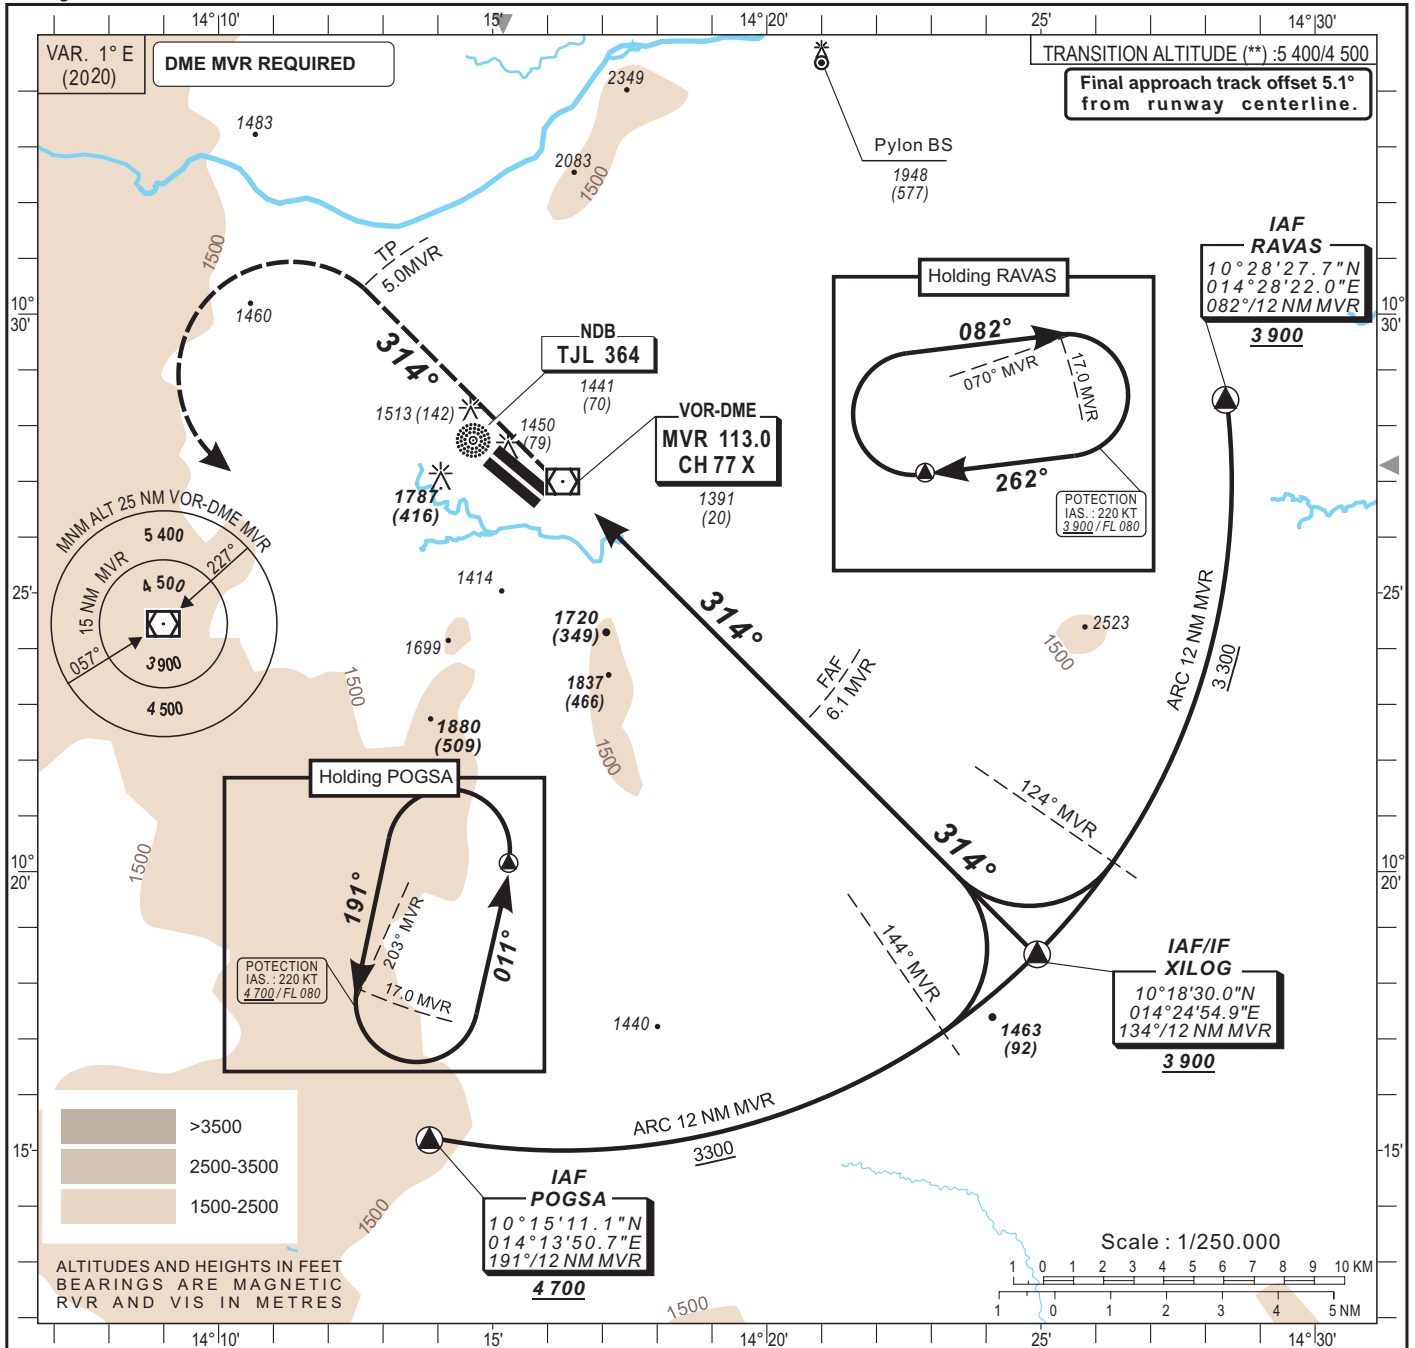 14°10'
15'
14°20'
25'
14°30'
VAR. 1° E
(2020)
DME MVR REQUIRED
TRANSITION ALTITUDE (**) :5 400/4 500
Final approach track offset 5.1°
from runway centerline.
2349
1483
2083
1500
Pylon BS
1948
(577)
1500
TP
5.0MVR
1460
314°
IAF
RAVAS
10°28'27.7"N
014°28'22.0"E
082°/12 NM MVR
3 900
Holding RAVAS
082°
070° MVR
17.0 MVR
262°
POTECTION
IAS. : 220 KT
3 900 / FL 080
10°
30'
10°
30'
NDB
TJL 364
1441
(70)
1513 (142)
1450
(79)
VOR-DME
MVR 113.0
CH 77 X
1391
(20)
1787
(416)
MNM ALT 25 NM VOR-DME MVR
5 400
15 NM MVR
4 500
227°
057°
3 900
4 500
25'
25'
1414
1720
(349)
1699
1837
(466)
1500
1880
(509)
1500
314°
FAF
6.1 MVR
2523
1500
ARC 12 NM MVR
3 300
124° MVR
Holding POGSA
191°
203° MVR
011°
17.0 MVR
POTECTION
IAS. : 220 KT
4 700 / FL 080
1500
10°
20'
10°
20'
314°
144° MVR
IAF/IF
XILOG
10°18'30.0"N
014°24'54.9"E
134°/12 NM MVR
3 900
1440
1463
(92)
ARC 12 NM MVR
3300
>3500
2500-3500
1500-2500
15'
15'
1500
IAF
POGSA
10°15'11.1"N
014°13'50.7"E
191°/12 NM MVR
4 700
ALTITUDES AND HEIGHTS IN FEET
BEARINGS ARE MAGNETIC
RVR AND VIS IN METRES
1500
Scale : 1/250.000
1 0 1 2 3 4 5 6 7 8 9 10 KM
1 0 1 2 3 4 5 NM
14°10'
15'
14°20'
25'
14°30'